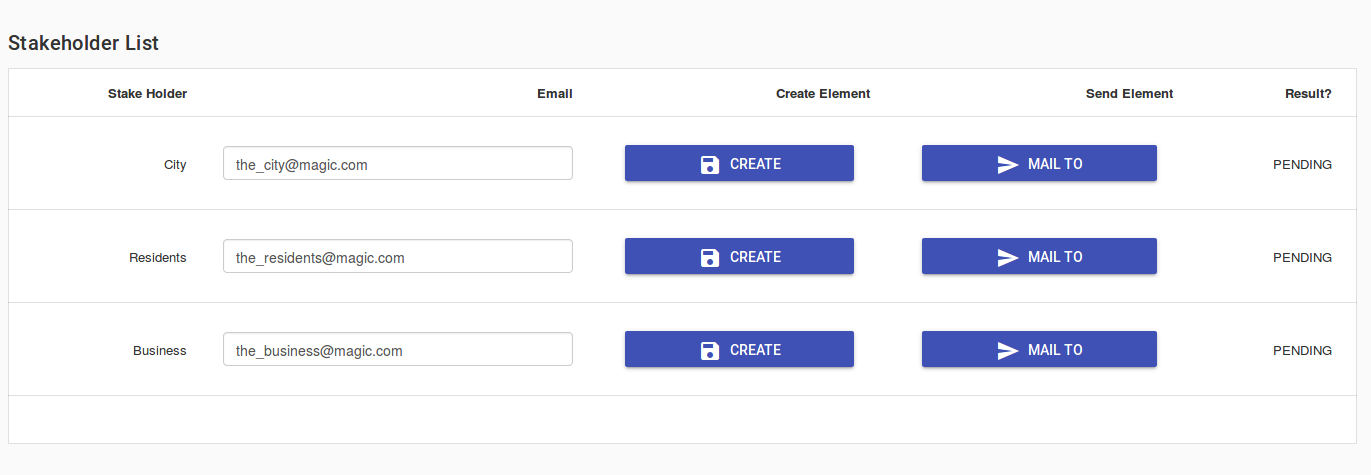 Stakeholder List
Stake Holder Email Create Element Send Element Result?
City the_city@magic.com CREATE MAIL TO PENDING
Residents the_residents@magic.com CREATE MAIL TO PENDING
Business the_business@magic.com CREATE MAIL TO PENDING